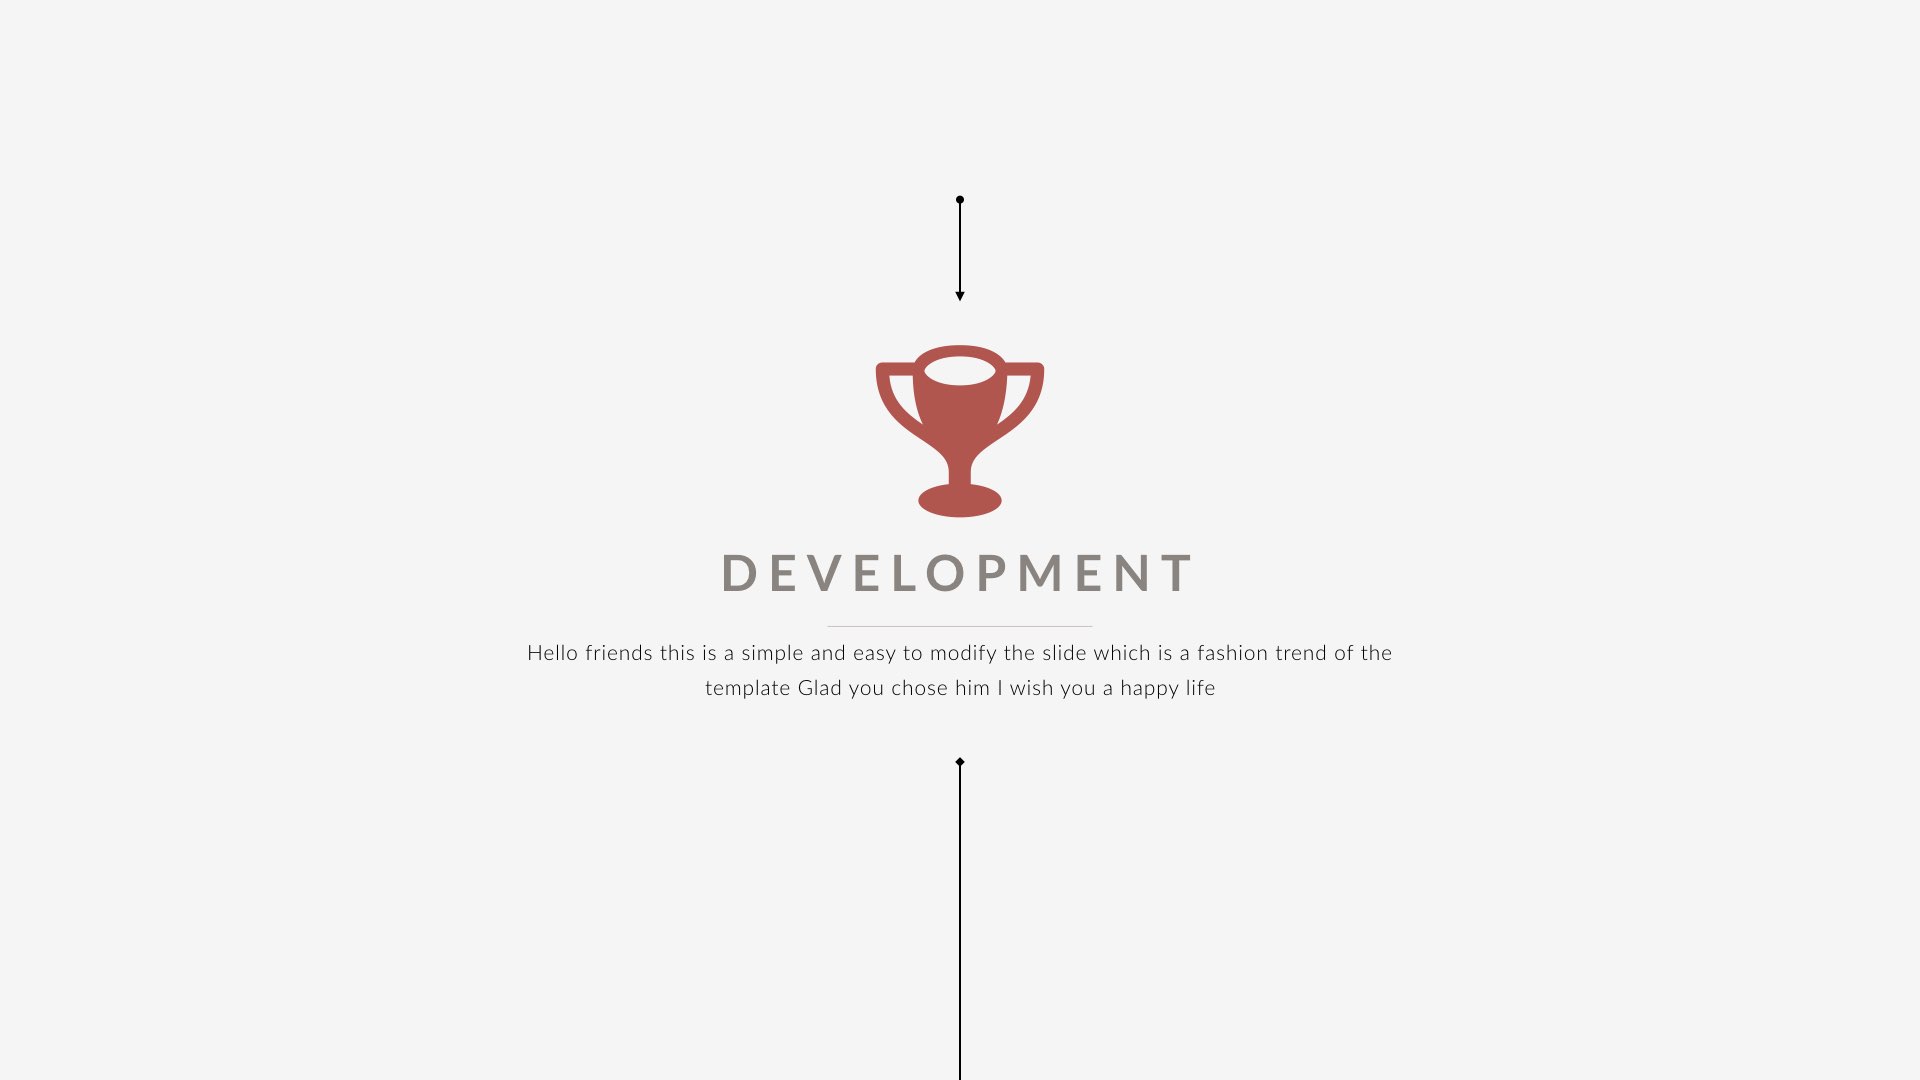 DEVELOPMENT
Hello friends this is a simple and easy to modify the slide which is a fashion trend of the
template Glad you chose him I wish you a happy life